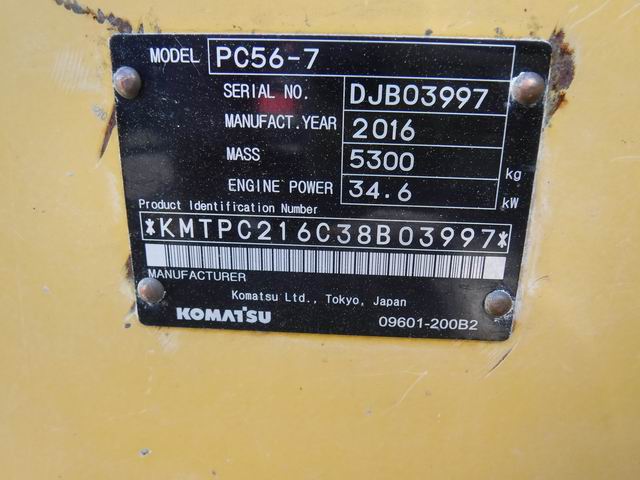 MODEL PC56-7
SERIAL NO. DJB03997
MANUFACT.YEAR 2016
MASS 5300 kg
ENGINE POWER 34.6 kW
Product Identification Number
*KMTPC216C38B03997*
MANUFACTURER
Komatsu Ltd., Tokyo, Japan
KOMATSU 09601-200B2